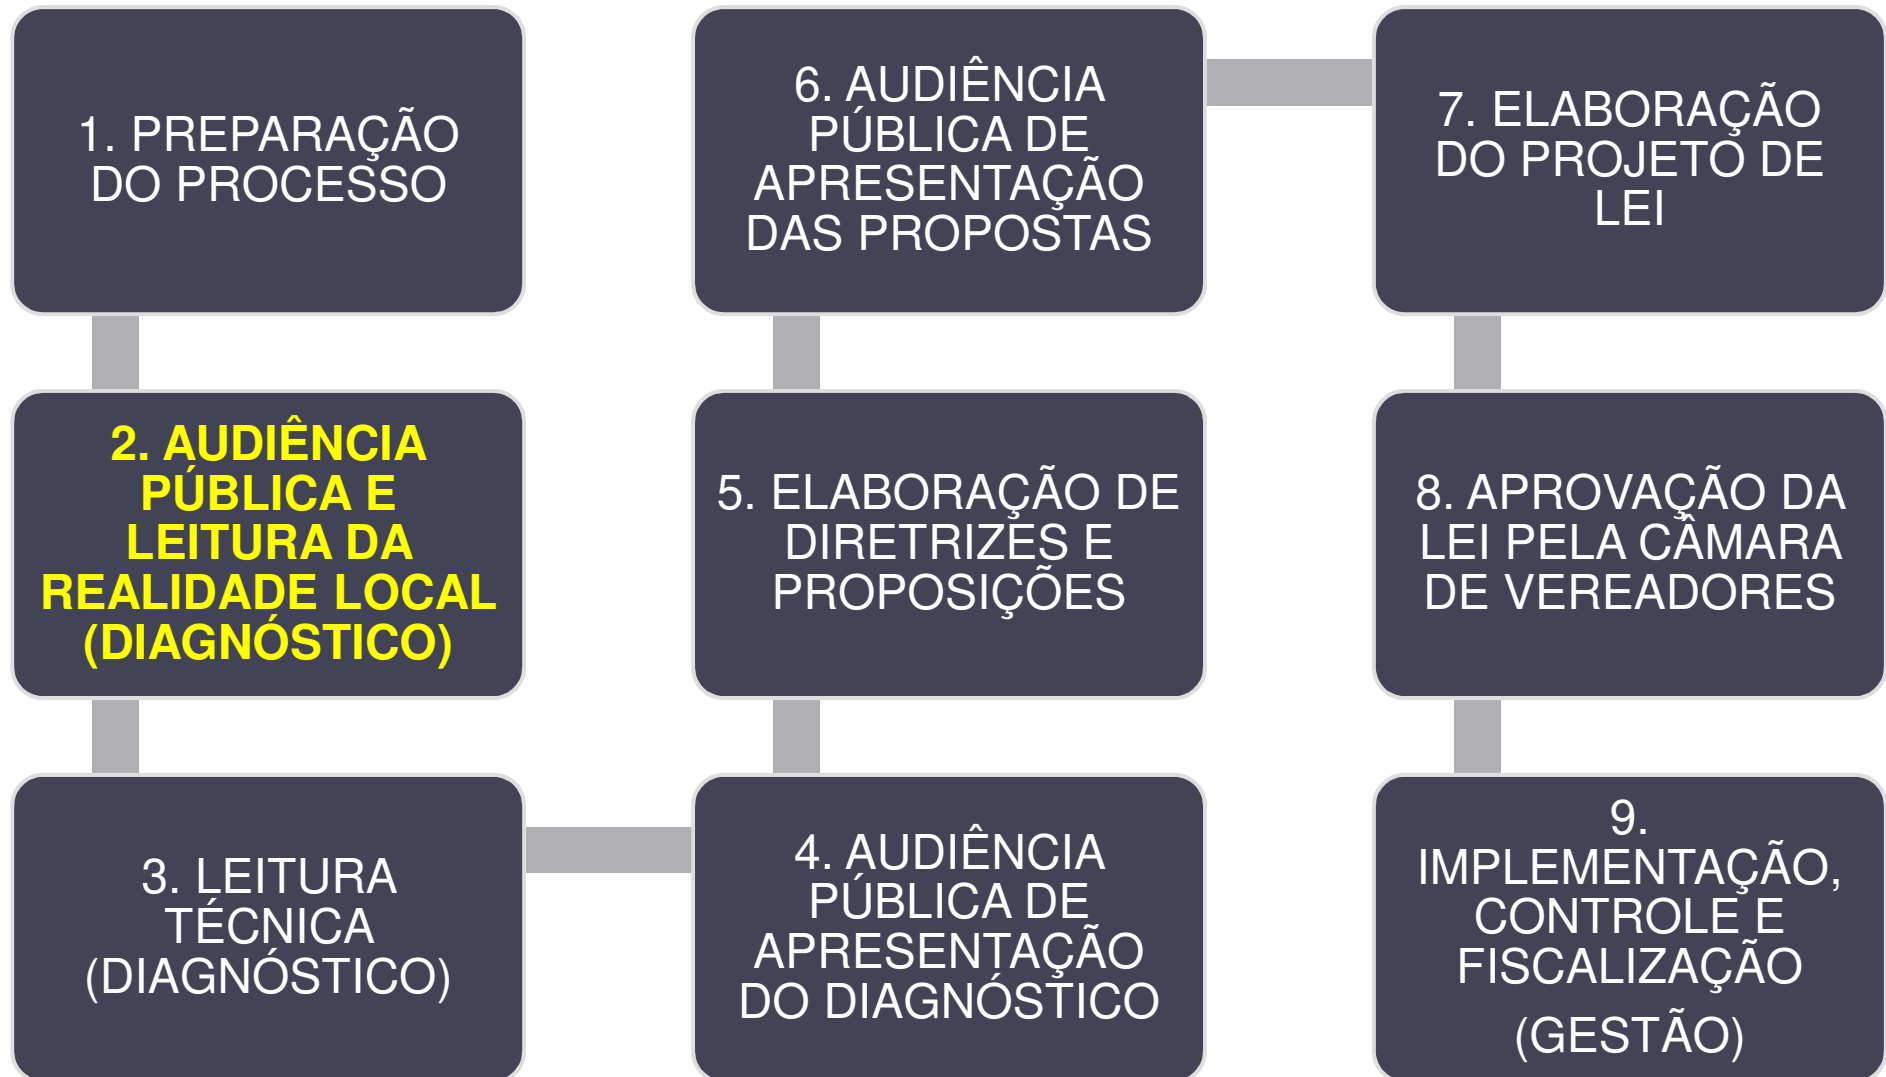 1. PREPARAÇÃO
DO PROCESSO
2. AUDIÊNCIA
PÚBLICA E
LEITURA DA
REALIDADE LOCAL
(DIAGNÓSTICO)
3. LEITURA
TÉCNICA
(DIAGNÓSTICO)
4. AUDIÊNCIA
PÚBLICA DE
APRESENTAÇÃO
DO DIAGNÓSTICO
5. ELABORAÇÃO DE
DIRETRIZES E
PROPOSIÇÕES
6. AUDIÊNCIA
PÚBLICA DE
APRESENTAÇÃO
DAS PROPOSTAS
7. ELABORAÇÃO
DO PROJETO DE
LEI
8. APROVAÇÃO DA
LEI PELA CÂMARA
DE VEREADORES
9.
IMPLEMENTAÇÃO,
CONTROLE E
FISCALIZAÇÃO
(GESTÃO)